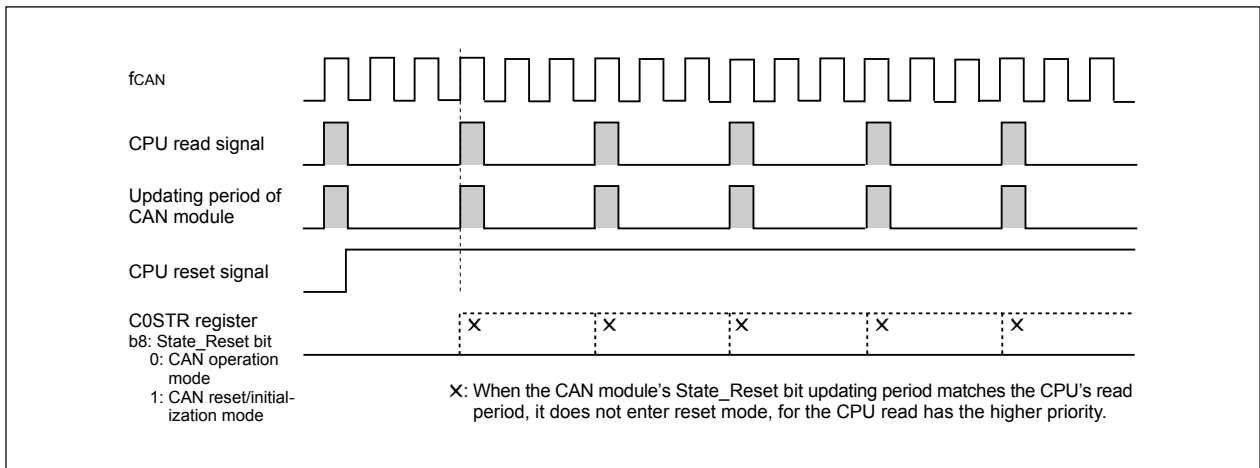 fCAN
CPU read signal
Updating period of
CAN module
CPU reset signal
C0STR register
b8: State_Reset bit
0: CAN operation
mode
1: CAN reset/initial-
ization mode
✕ ✕ ✕ ✕ ✕
✕: When the CAN module's State_Reset bit updating period matches the CPU's read
period, it does not enter reset mode, for the CPU read has the higher priority.